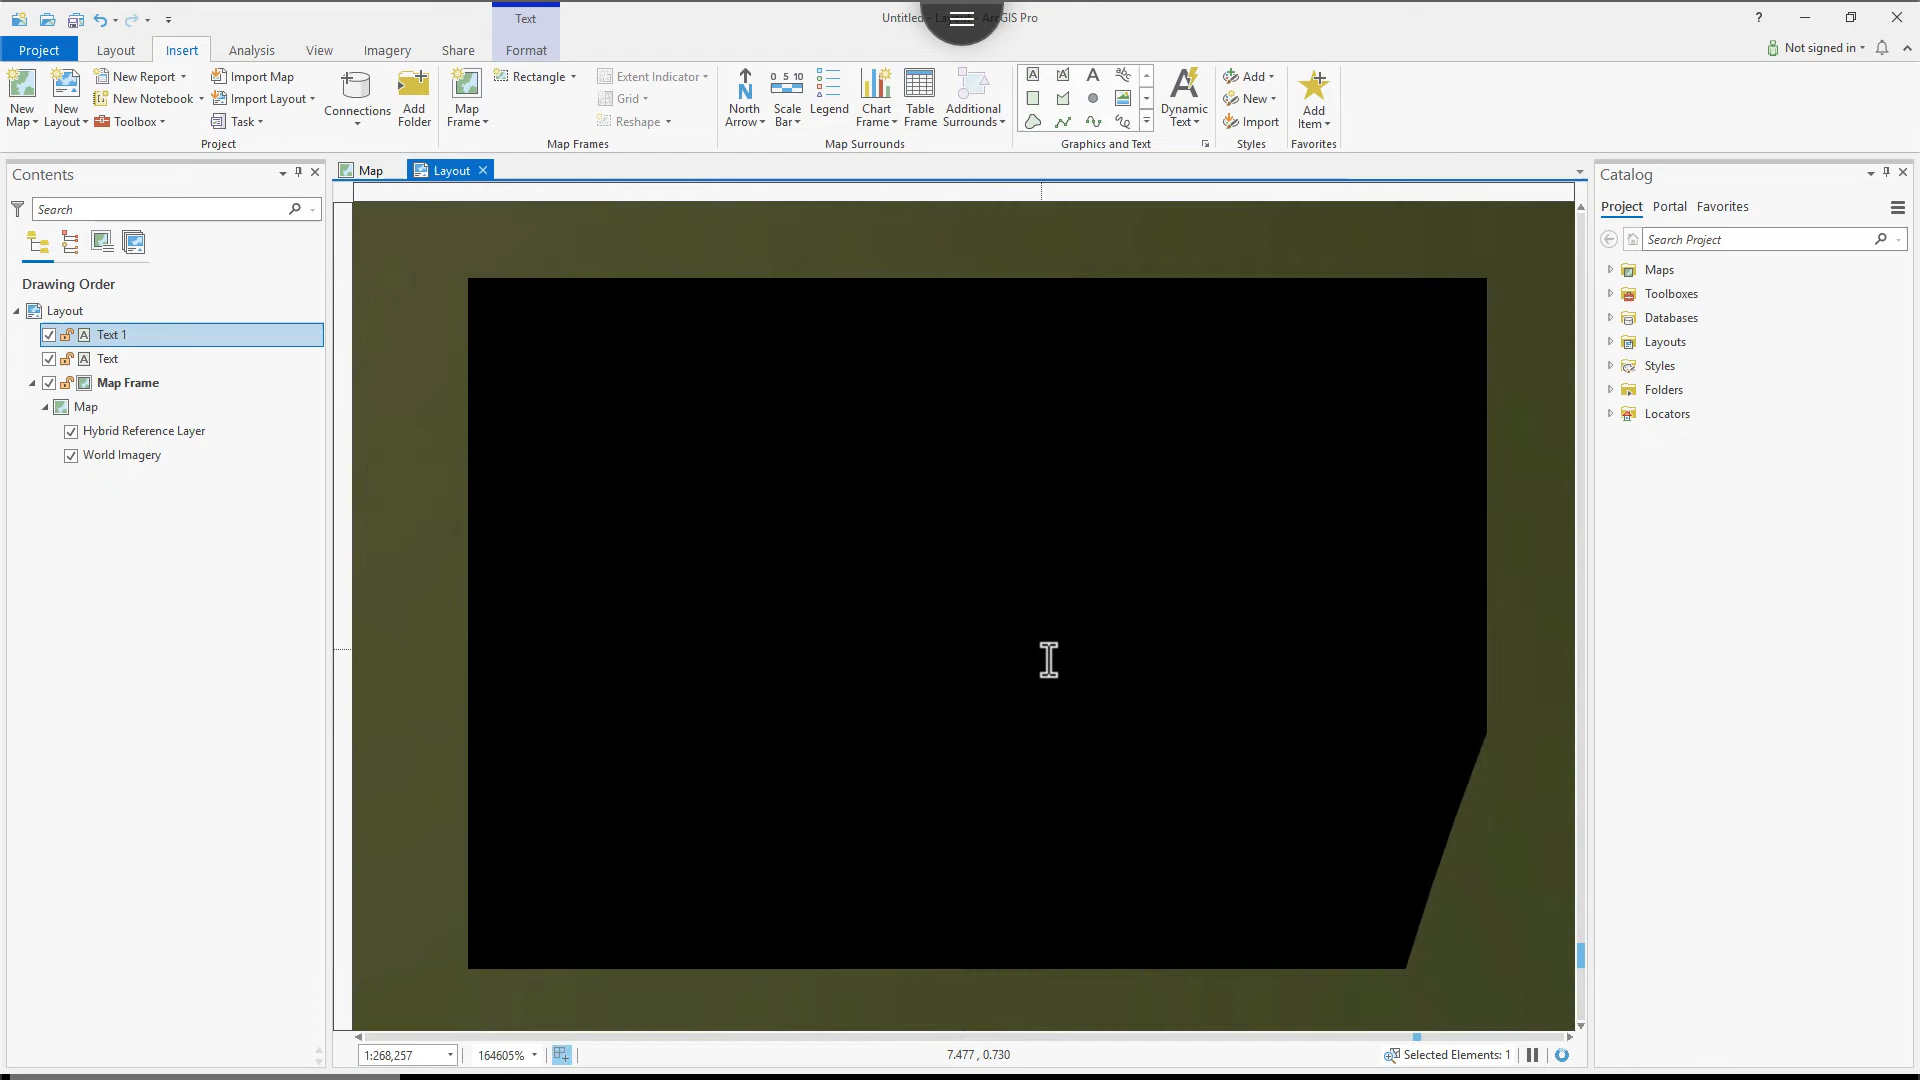 Text
Untitled - Layout - ArcGIS Pro
?
Project
Layout
Insert
Analysis
View
Imagery
Share
Format
Not signed in
New Map
New Layout
New Report
New Notebook
Toolbox
Import Map
Import Layout
Task
Connections
Add Folder
Project
Map Frame
Rectangle
Extent Indicator
Grid
Reshape
Map Frames
North Arrow
0 5 10
Scale Bar
Legend
Chart Frame
Table Frame
Additional Surrounds
Map Surrounds
Dynamic Text
Graphics and Text
Add
New
Import
Styles
Add Item
Favorites
Contents
Search
Drawing Order
Layout
Text 1
Text
Map Frame
Map
Hybrid Reference Layer
World Imagery
Map
Layout
1:268,257
164605%
7.477 , 0.730
Selected Elements: 1
Catalog
Project
Portal
Favorites
Search Project
Maps
Toolboxes
Databases
Layouts
Styles
Folders
Locators